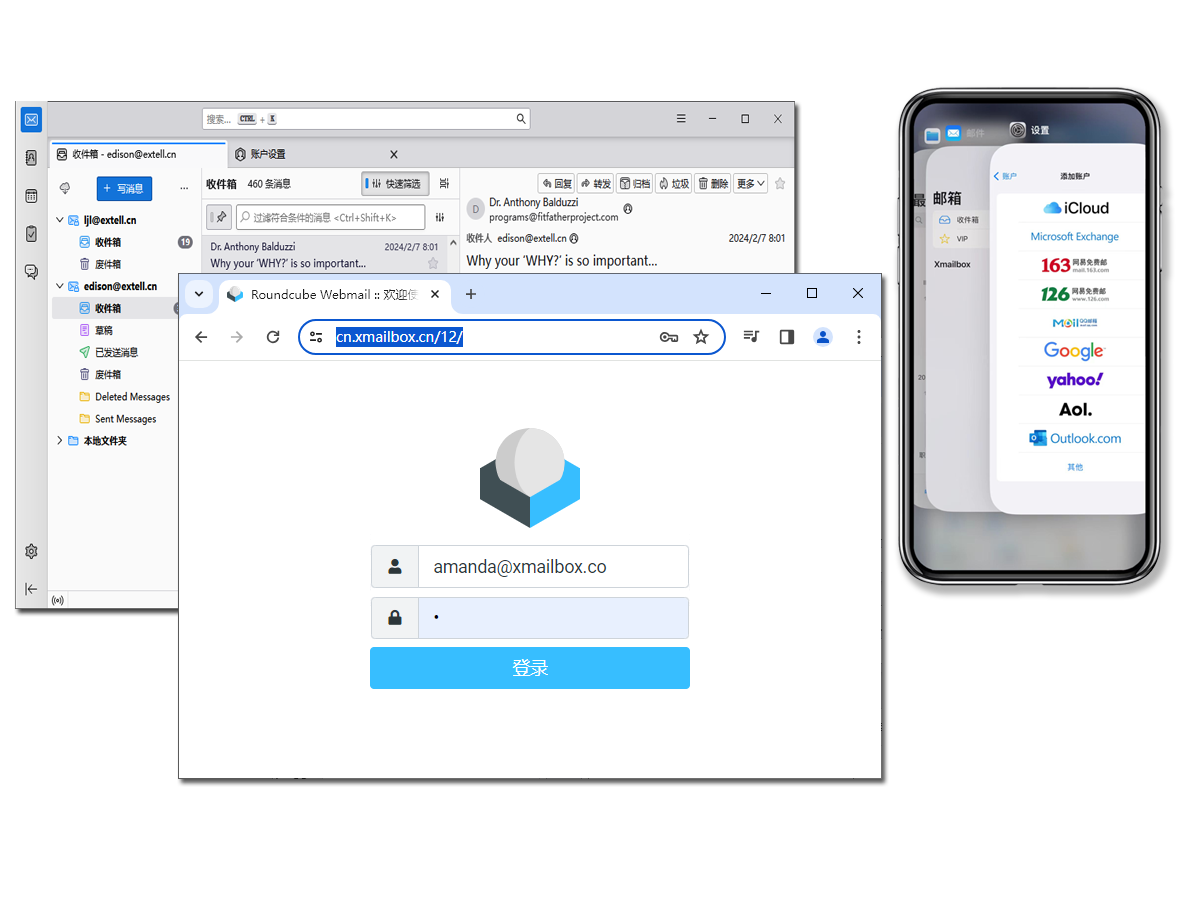 搜索... CTRL + K
收件箱 - edison@extell.cn
账户设置
写消息
ljl@extell.cn
收件箱 19
废件箱
edison@extell.cn
收件箱
草稿
已发送消息
废件箱
Deleted Messages
Sent Messages
本地文件夹
收件箱 460 条消息 快速筛选
过滤符合条件的消息 <Ctrl+Shift+K>
Dr. Anthony Balduzzi 2024/2/7 8:01
Why your ‘WHY?’ is so important...
回复 转发 归档 垃圾 删除 更多
D
Dr. Anthony Balduzzi
programs@fitfatherproject.com
收件人 edison@extell.cn 2024/2/7 8:01
Why your ‘WHY?’ is so important...
Roundcube Webmail :: 欢迎使
cn.xmailbox.cn/12/
amanda@xmailbox.co
登录
邮件
设置
最
邮箱
收件箱
VIP
Xmailbox
20
账户
添加账户
iCloud
Microsoft Exchange
163 网易免费邮
mail.163.com
126 网易免费邮
www.126.com
Mail QQ邮箱
Google
yahoo!
Aol.
Outlook.com
其他